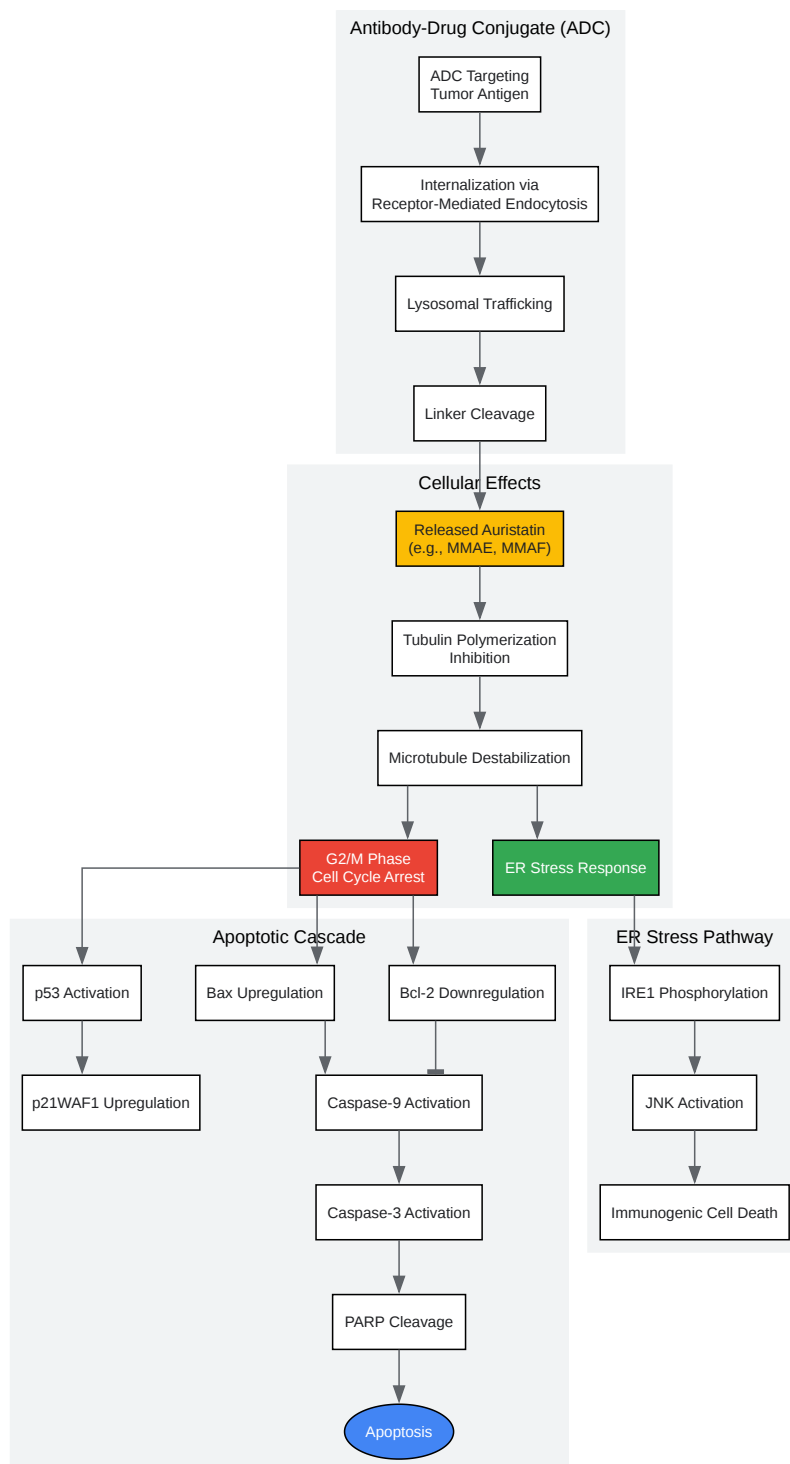 Antibody-Drug Conjugate (ADC)
ADC Targeting
Tumor Antigen
Internalization via
Receptor-Mediated Endocytosis
Lysosomal Trafficking
Linker Cleavage
Cellular Effects
Released Auristatin
(e.g., MMAE, MMAF)
Tubulin Polymerization
Inhibition
Microtubule Destabilization
G2/M Phase
Cell Cycle Arrest
ER Stress Response
Apoptotic Cascade
p53 Activation
Bax Upregulation
Bcl-2 Downregulation
p21WAF1 Upregulation
Caspase-9 Activation
Caspase-3 Activation
PARP Cleavage
Apoptosis
ER Stress Pathway
IRE1 Phosphorylation
JNK Activation
Immunogenic Cell Death